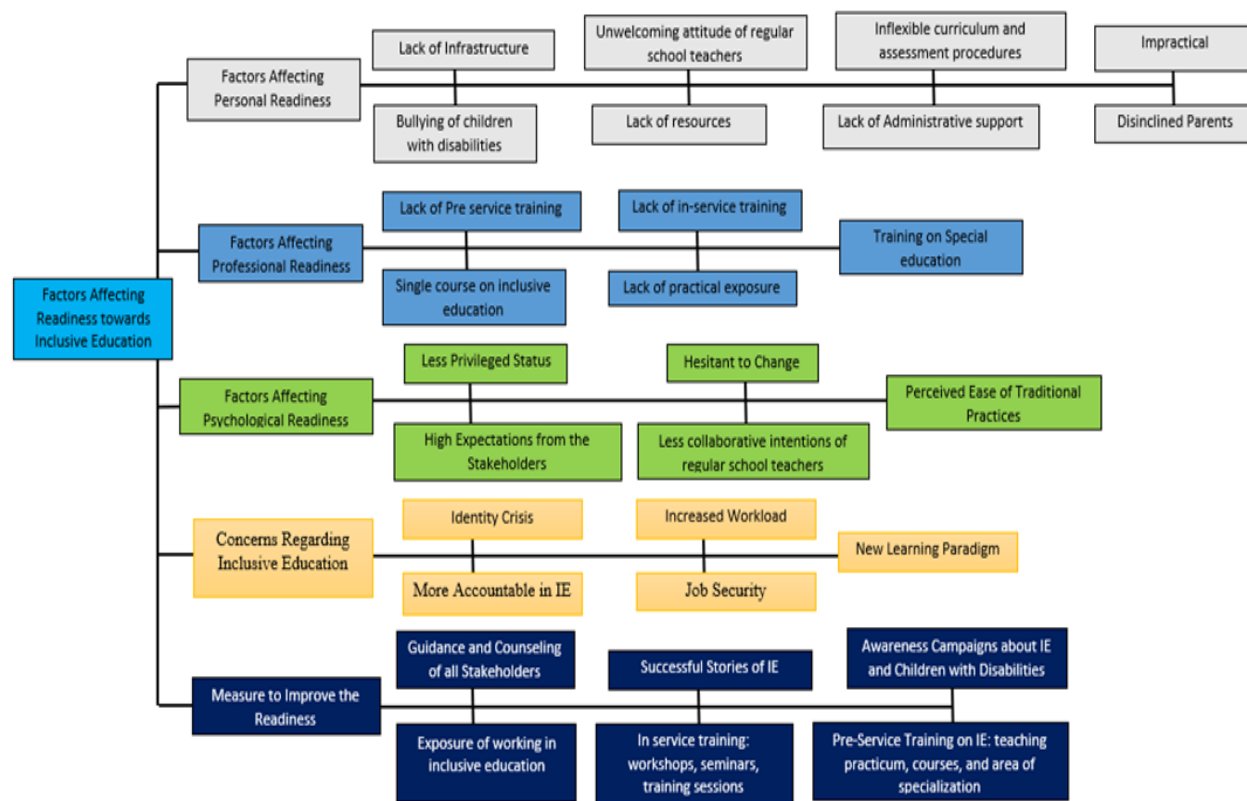 Factors Affecting
Readiness towards
Inclusive Education
Factors Affecting
Personal Readiness
Lack of Infrastructure
Unwelcoming attitude of regular
school teachers
Inflexible curriculum and
assessment procedures
Impractical
Bullying of children
with disabilities
Lack of resources
Lack of Administrative support
Disinclined Parents
Factors Affecting
Professional Readiness
Lack of Pre service training
Lack of in-service training
Training on Special
education
Single course on inclusive
education
Lack of practical exposure
Factors Affecting
Psychological Readiness
Less Privileged Status
Hesitant to Change
Perceived Ease of Traditional
Practices
High Expectations from the
Stakeholders
Less collaborative intentions of
regular school teachers
Concerns Regarding
Inclusive Education
Identity Crisis
Increased Workload
New Learning Paradigm
More Accountable in IE
Job Security
Measure to Improve the
Readiness
Guidance and Counseling
of all Stakeholders
Successful Stories of IE
Awareness Campaigns about IE
and Children with Disabilities
Exposure of working in
inclusive education
In service training:
workshops, seminars,
training sessions
Pre-Service Training on IE: teaching
practicum, courses, and area of
specialization